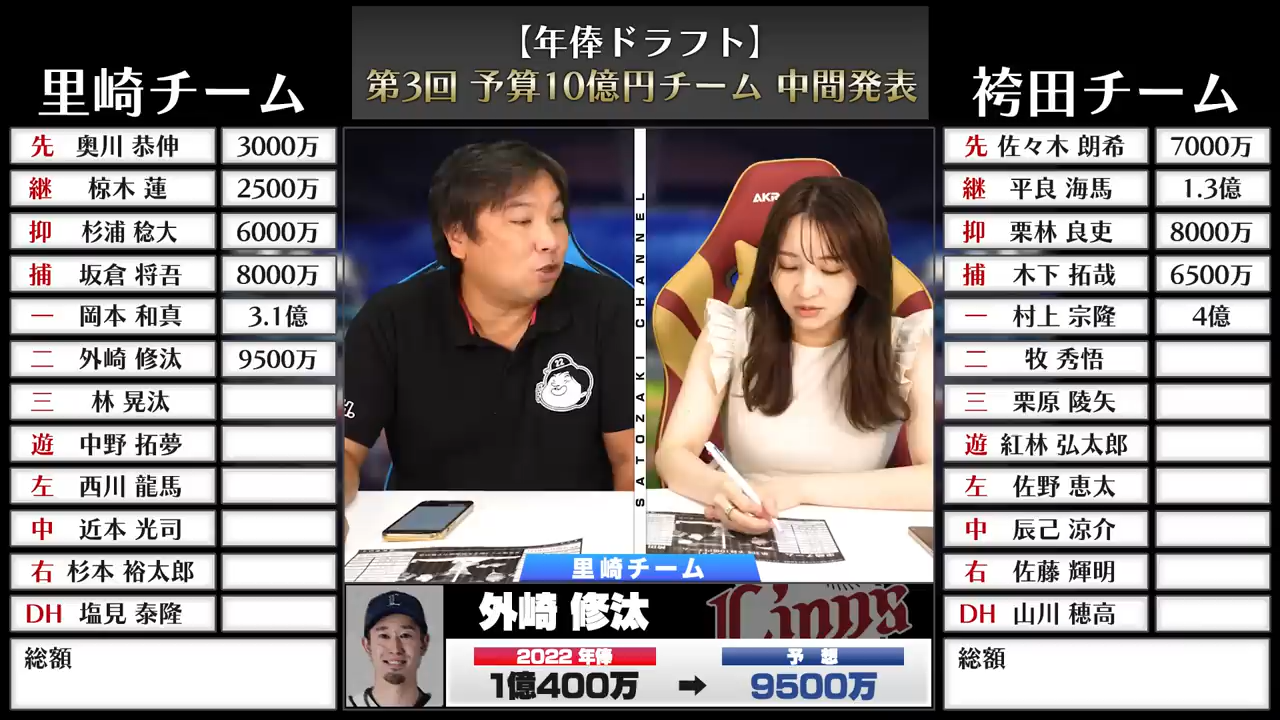 【年俸ドラフト】
第3回 予算10億円チーム 中間発表
里崎チーム
先 奥川 恭伸 3000万
継 椋木 蓮 2500万
抑 杉浦 稔大 6000万
捕 坂倉 将吾 8000万
一 岡本 和真 3.1億
二 外崎 修汰 9500万
三 林 晃汰
遊 中野 拓夢
左 西川 龍馬
中 近本 光司
右 杉本 裕太郎
DH 塩見 泰隆
総額
袴田チーム
先 佐々木 朗希 7000万
継 平良 海馬 1.3億
抑 栗林 良吏 8000万
捕 木下 拓哉 6500万
一 村上 宗隆 4億
二 牧 秀悟
三 栗原 陵矢
遊 紅林 弘太郎
左 佐野 恵太
中 辰己 涼介
右 佐藤 輝明
DH 山川 穂高
総額
SATOZAKI CHANNEL
AKR
22
里崎チーム
外崎 修汰
Lions
2022 年俸
1億400万
➡
予 想
9500万